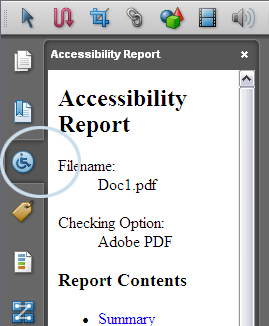 Accessibility Report
Accessibility
Report
Filename:
Doc1.pdf
Checking Option:
Adobe PDF
Report Contents
• Summary